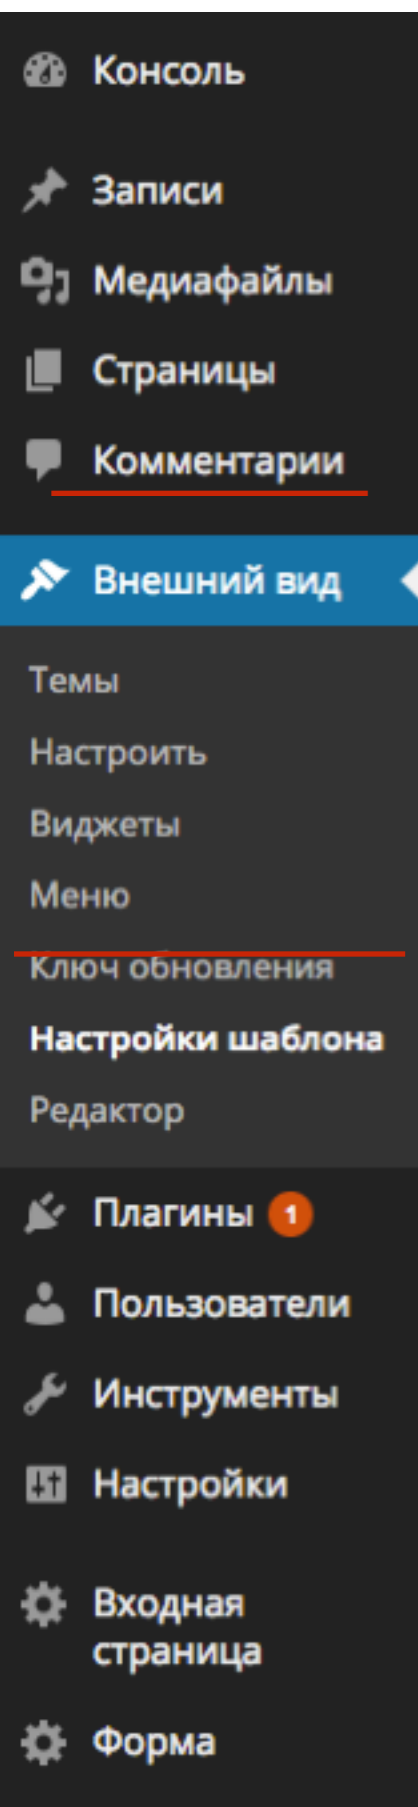 Консоль
Записи
Медиафайлы
Страницы
Комментарии
Внешний вид
Темы
Настроить
Виджеты
Меню
Ключ обновления
Настройки шаблона
Редактор
Плагины 1
Пользователи
Инструменты
Настройки
Входная
страница
Форма